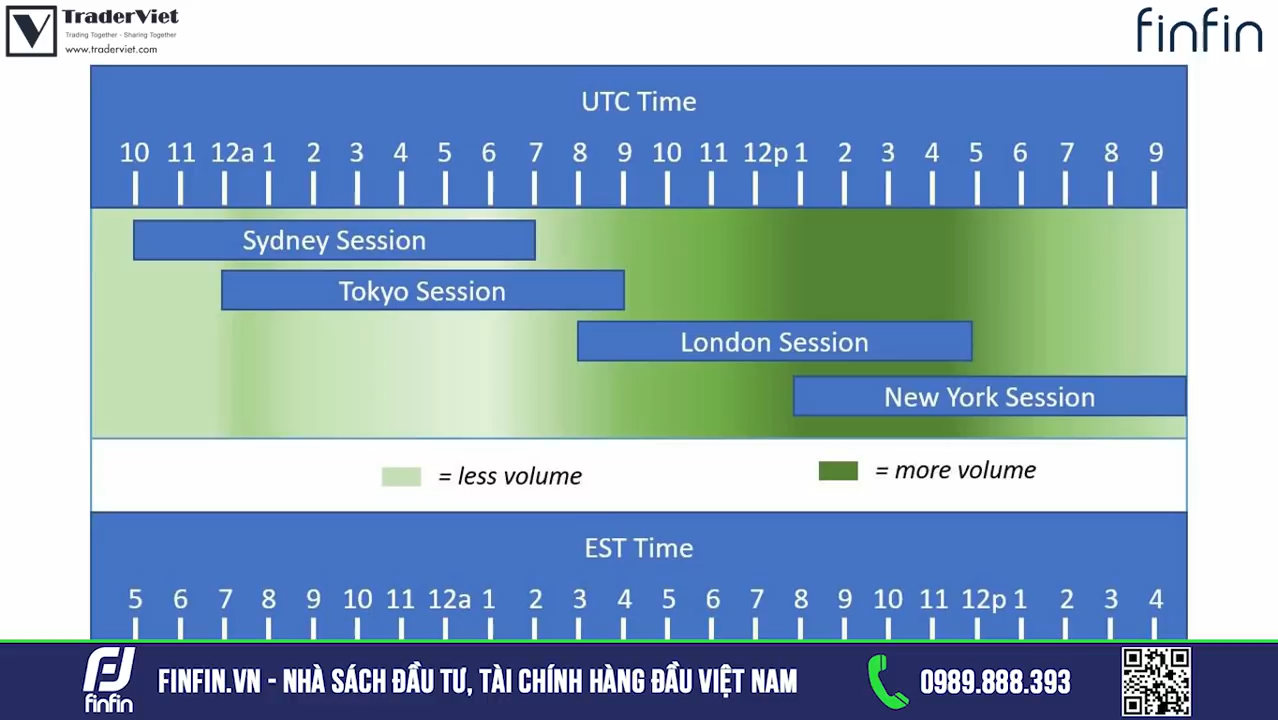 TraderViet
Trading Together - Sharing Together
www.traderviet.com
finfin
UTC Time
10 11 12a 1 2 3 4 5 6 7 8 9 10 11 12p 1 2 3 4 5 6 7 8 9
Sydney Session
Tokyo Session
London Session
New York Session
= less volume
= more volume
EST Time
5 6 7 8 9 10 11 12a 1 2 3 4 5 6 7 8 9 10 11 12p 1 2 3 4
finfin
FINFIN.VN - NHÀ SÁCH ĐẦU TƯ, TÀI CHÍNH HÀNG ĐẦU VIỆT NAM
0989.888.393